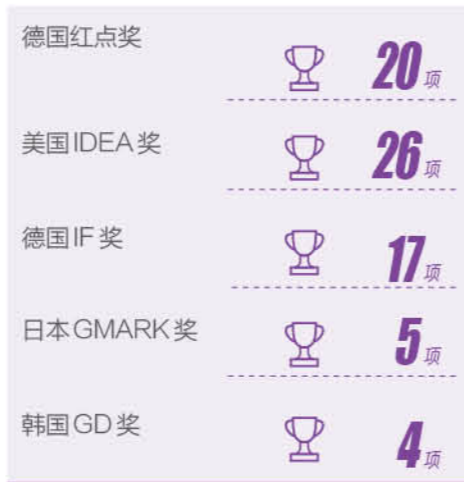 德国红点奖
20项
美国IDEA奖
26项
德国IF奖
17项
日本GMARK奖
5项
韩国GD奖
4项